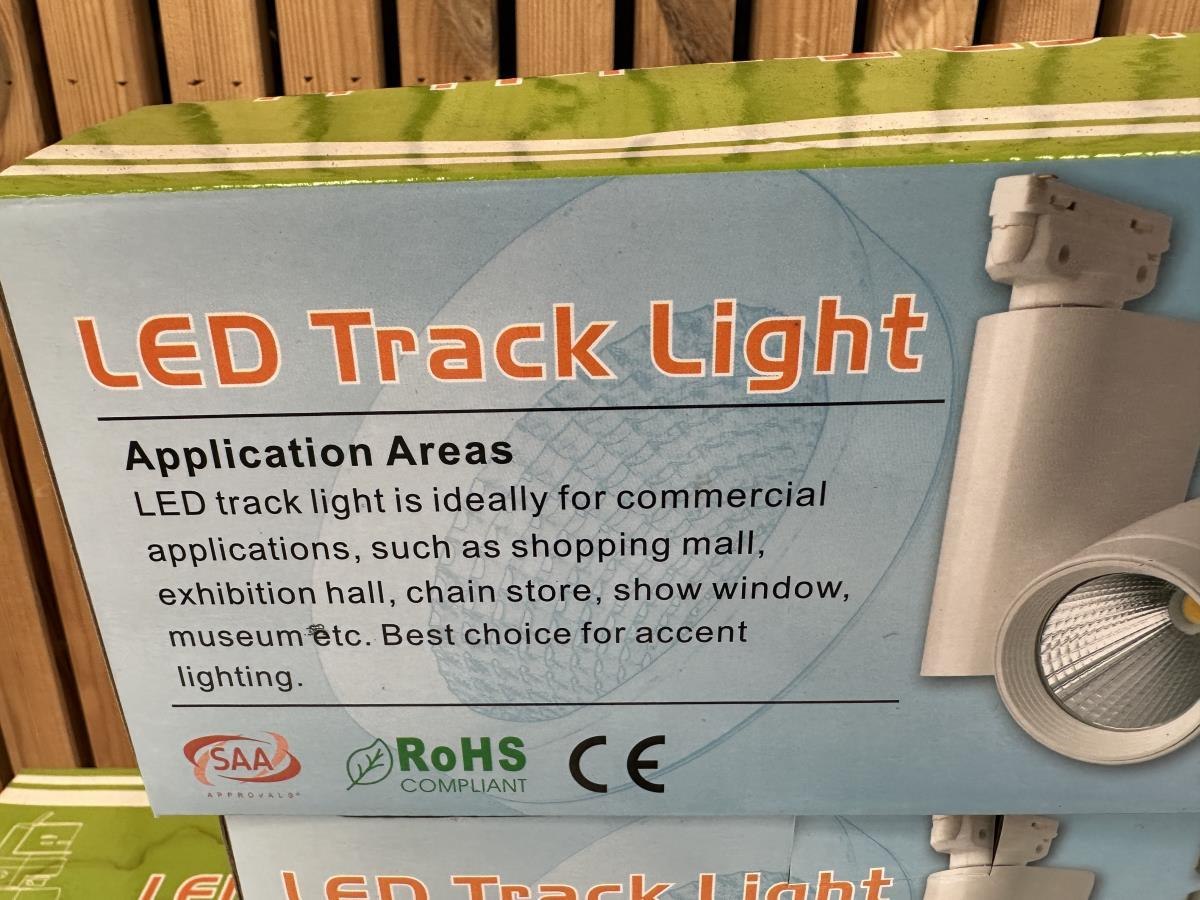 LED Track Light
Application Areas
LED track light is ideally for commercial
applications, such as shopping mall,
exhibition hall, chain store, show window,
museum etc. Best choice for accent
lighting.
SAA
APPROVALS
RoHS
COMPLIANT
CE
LED Track Light